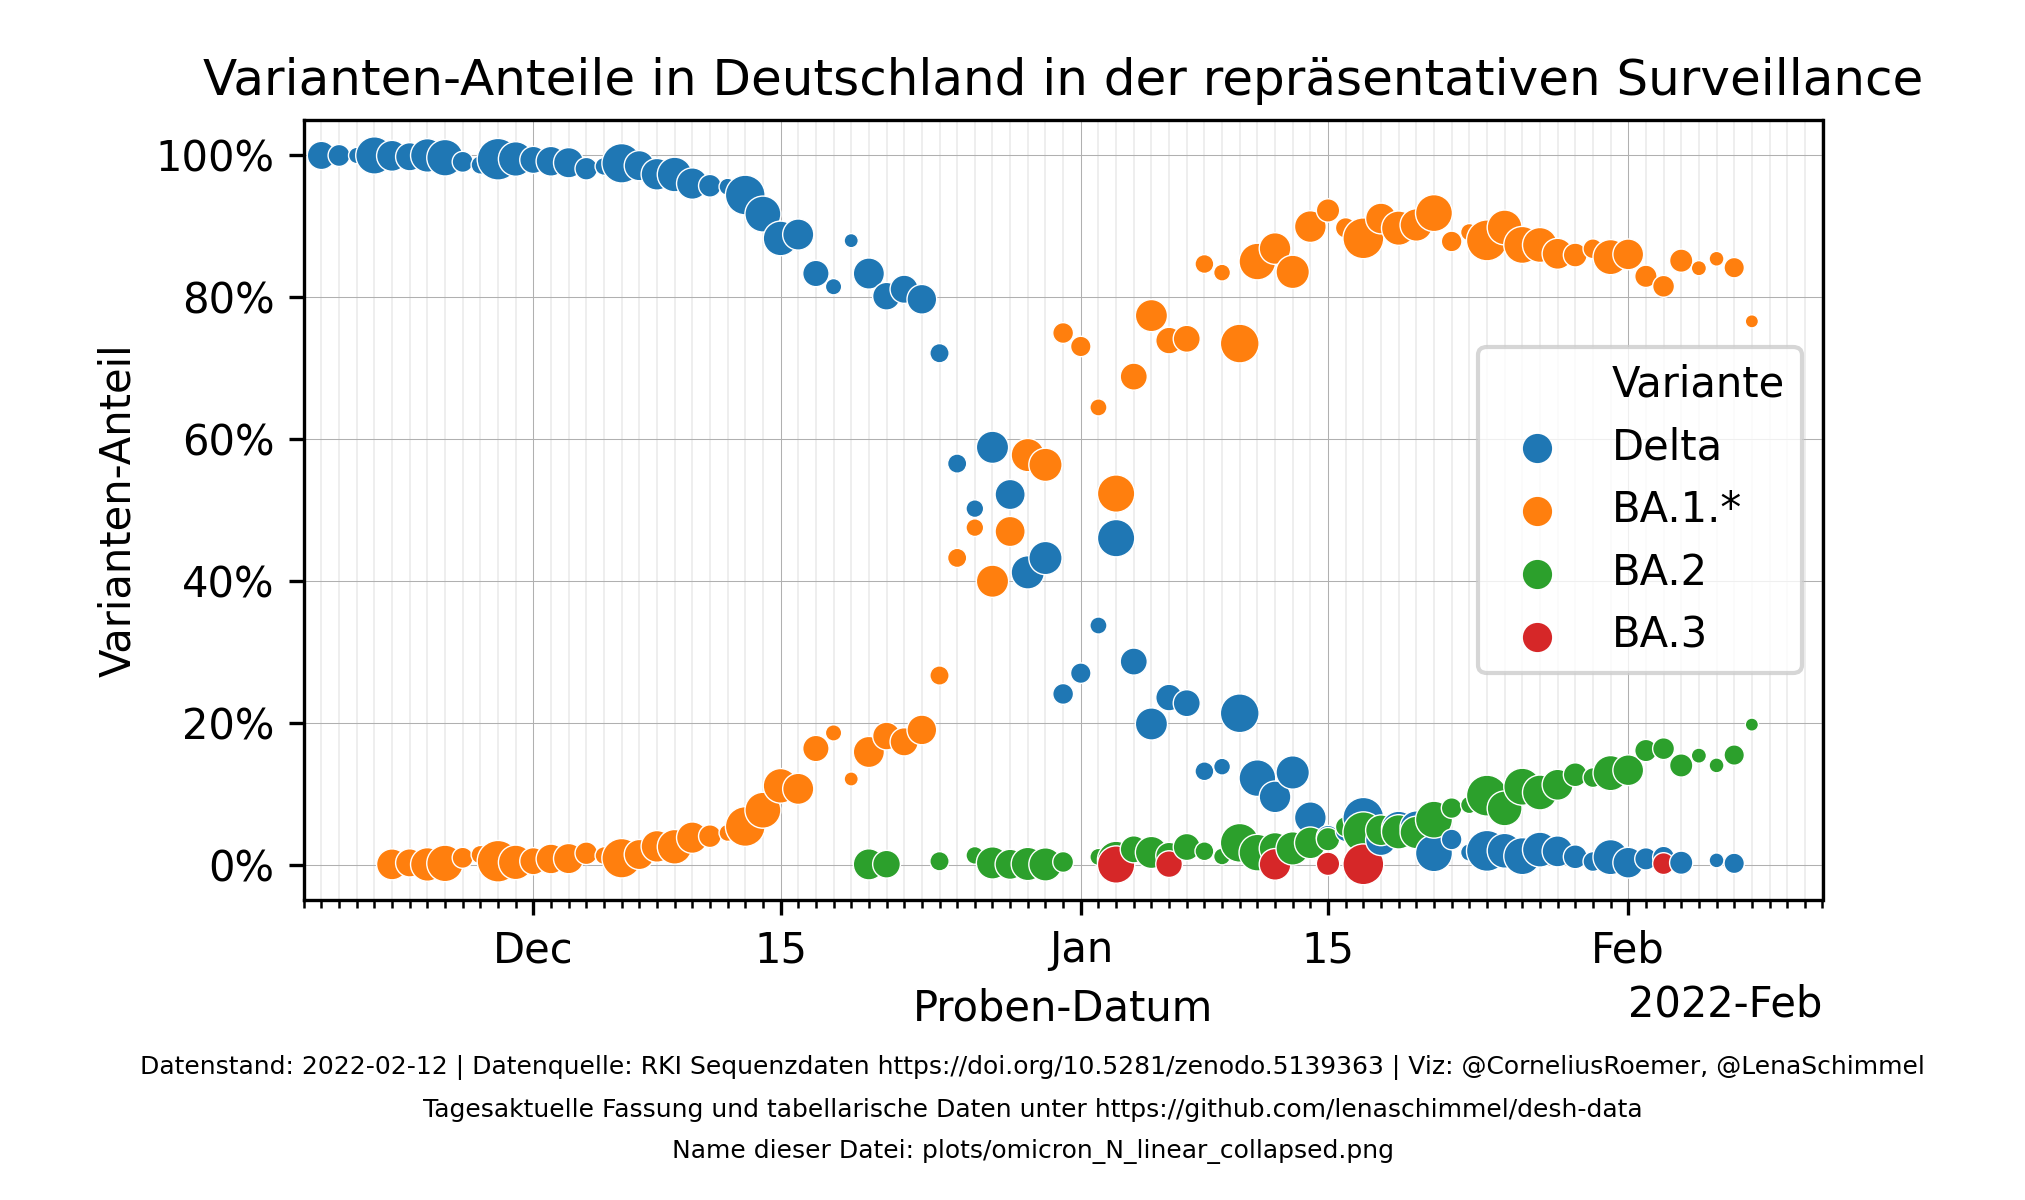 Varianten-Anteile in Deutschland in der repräsentativen Surveillance
Varianten-Anteil
100%
80%
60%
40%
20%
0%
Variante
Delta
BA.1.*
BA.2
BA.3
Dec
15
Jan
15
Feb
Proben-Datum
2022-Feb
Datenstand: 2022-02-12 | Datenquelle: RKI Sequenzdaten https://doi.org/10.5281/zenodo.5139363 | Viz: @CorneliusRoemer, @LenaSchimmel
Tagesaktuelle Fassung und tabellarische Daten unter https://github.com/lenaschimmel/desh-data
Name dieser Datei: plots/omicron_N_linear_collapsed.png